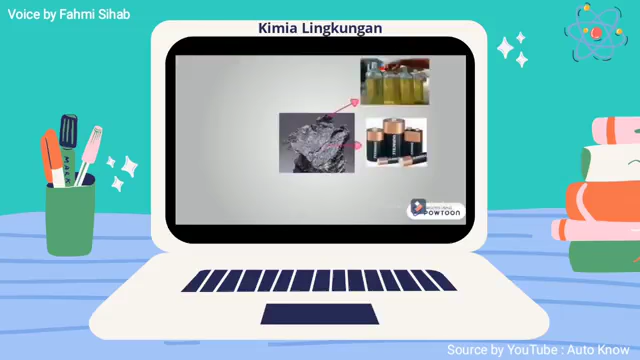 Voice by Fahmi Sihab
Kimia Lingkungan
POWTOON
Source by YouTube : Auto Know